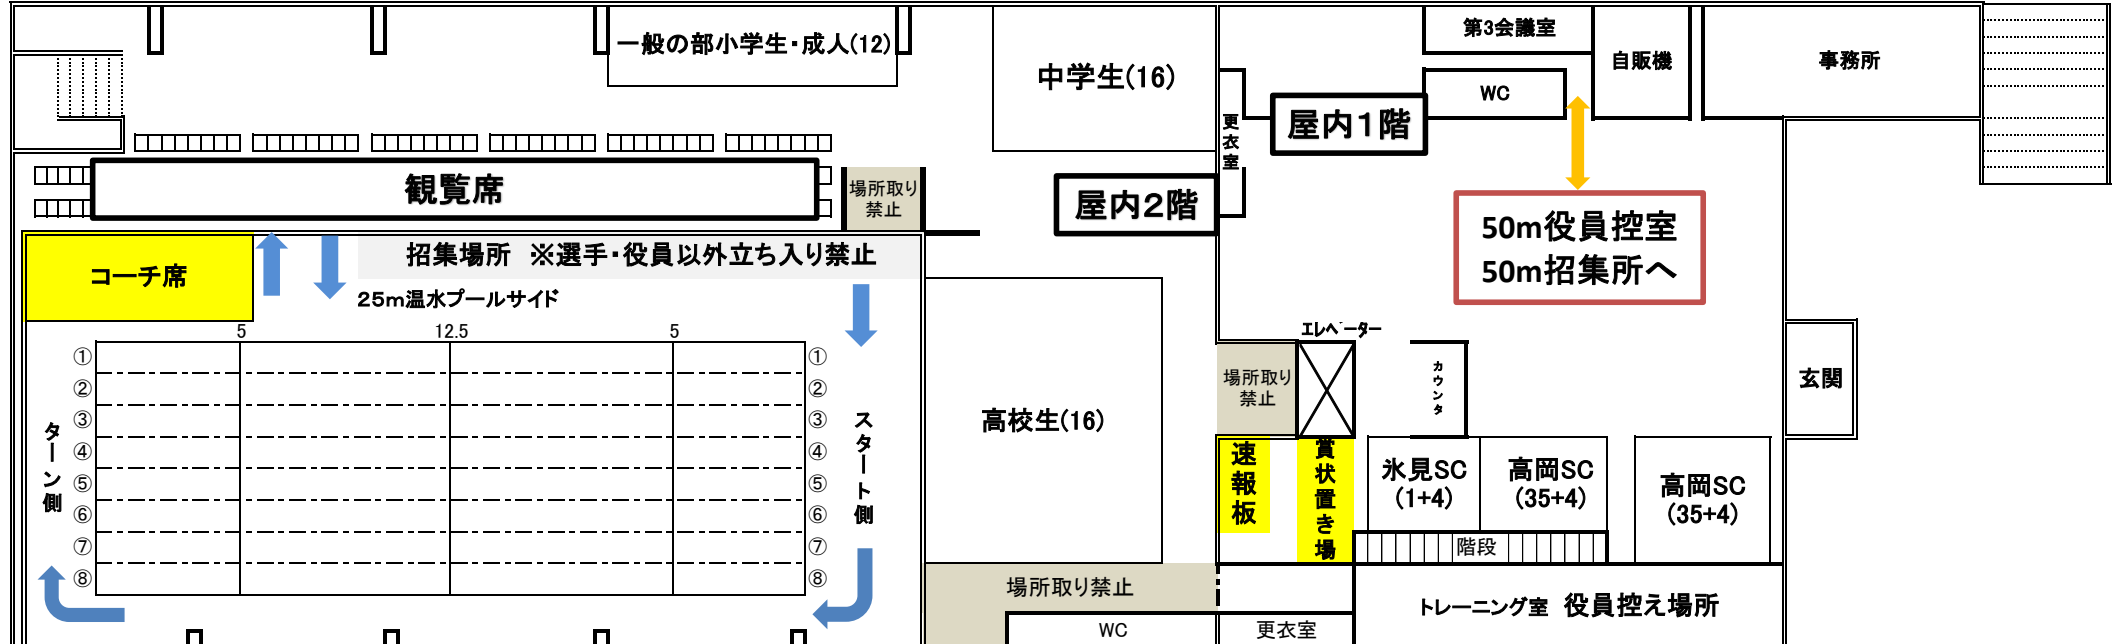 一般の部小学生・成人(12)
中学生(16)
第3会議室
自販機
事務所
WC
更衣室
屋内1階
観覧席
場所取り
禁止
屋内2階
50m役員控室
50m招集所へ
コーチ席
招集場所　※選手・役員以外立ち入り禁止
25m温水プールサイド
5
12.5
5
エレベーター
カウンタ
玄関
場所取り
禁止
ターン側
①
②
③
④
⑤
⑥
⑦
⑧
①
②
③
④
⑤
⑥
⑦
⑧
スタート側
高校生(16)
速報板
賞状置き場
氷見SC
(1+4)
高岡SC
(35+4)
高岡SC
(35+4)
階段
場所取り禁止
WC
更衣室
トレーニング室　役員控え場所